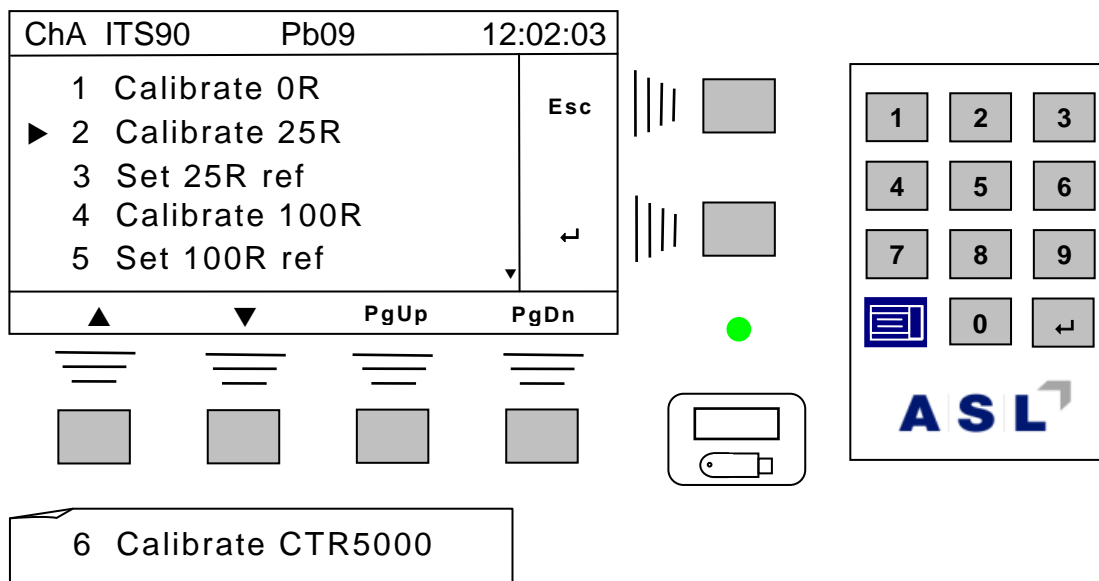 ChA ITS90 Pb09 12:02:03
1 Calibrate 0R
▶ 2 Calibrate 25R
3 Set 25R ref
4 Calibrate 100R
5 Set 100R ref
▼
Esc
↵
▲ ▼ PgUp PgDn
1 2 3
4 5 6
7 8 9
0 ↵
ASL
6 Calibrate CTR5000